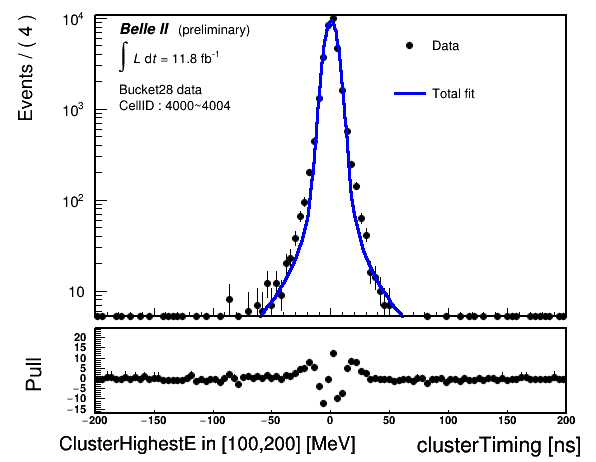 Events / ( 4 )
10⁴
10³
10²
10
Belle II (preliminary)
∫ L dt = 11.8 fb⁻¹
Bucket28 data
CellID : 4000~4004
Data
Total fit
Pull
20
15
10
5
0
−5
−10
−15
−200 −150 −100 −50 0 50 100 150 200
ClusterHighestE in [100,200] [MeV] clusterTiming [ns]